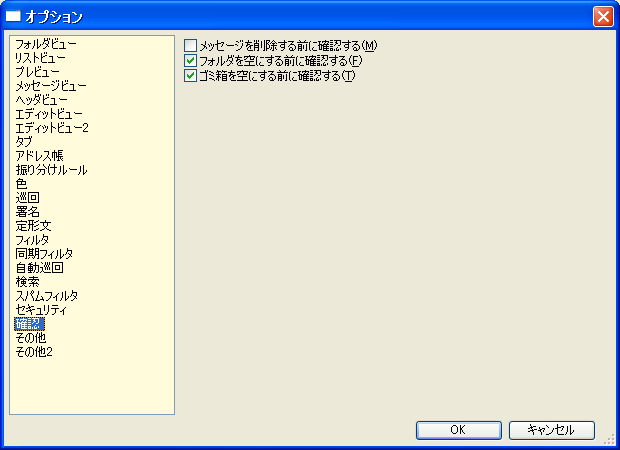 オプション
フォルダビュー
リストビュー
プレビュー
メッセージビュー
ヘッダビュー
エディットビュー
エディットビュー2
タブ
アドレス帳
振り分けルール
色
巡回
署名
定形文
フィルタ
同期フィルタ
自動巡回
検索
スパムフィルタ
セキュリティ
確認
その他
その他2
メッセージを削除する前に確認する(M)
フォルダを空にする前に確認する(F)
ゴミ箱を空にする前に確認する(T)
OK
キャンセル